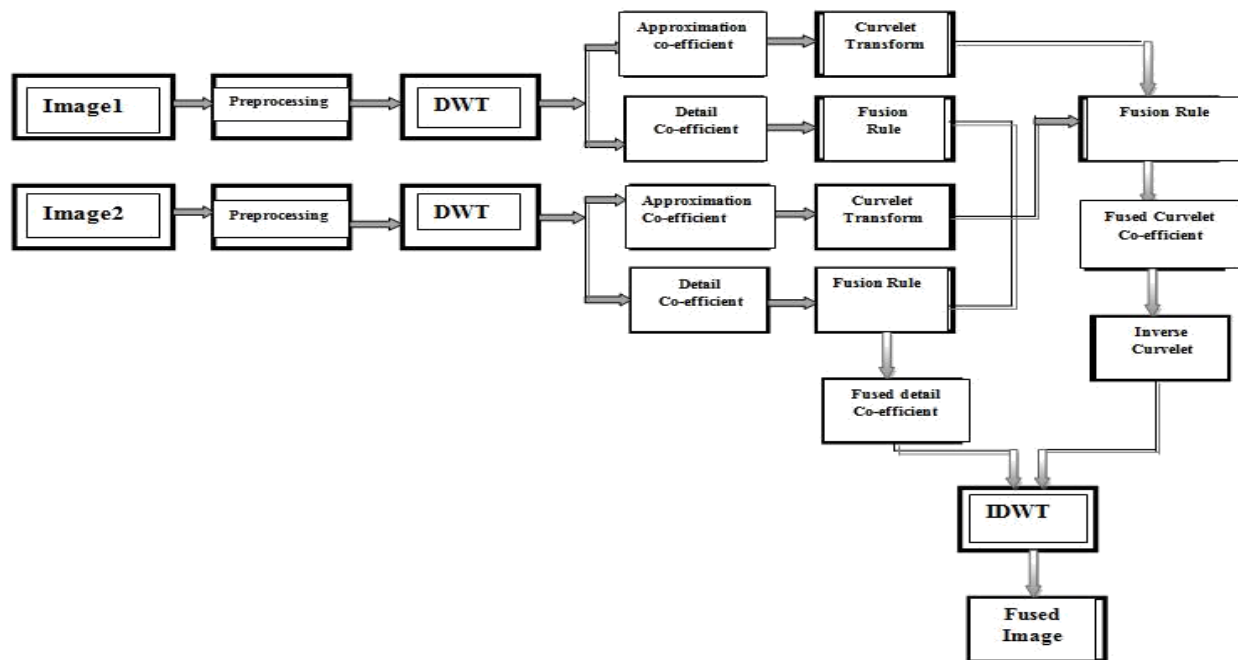 Approximation
co-efficient
Curvelet
Transform
Image1
Preprocessing
DWT
Detail
Co-efficient
Fusion
Rule
Fusion Rule
Image2
Preprocessing
DWT
Approximation
Co-efficient
Curvelet
Transform
Fused Curvelet
Co-efficient
Detail
Co-efficient
Fusion Rule
Inverse
Curvelet
Fused detail
Co-efficient
IDWT
Fused
Image